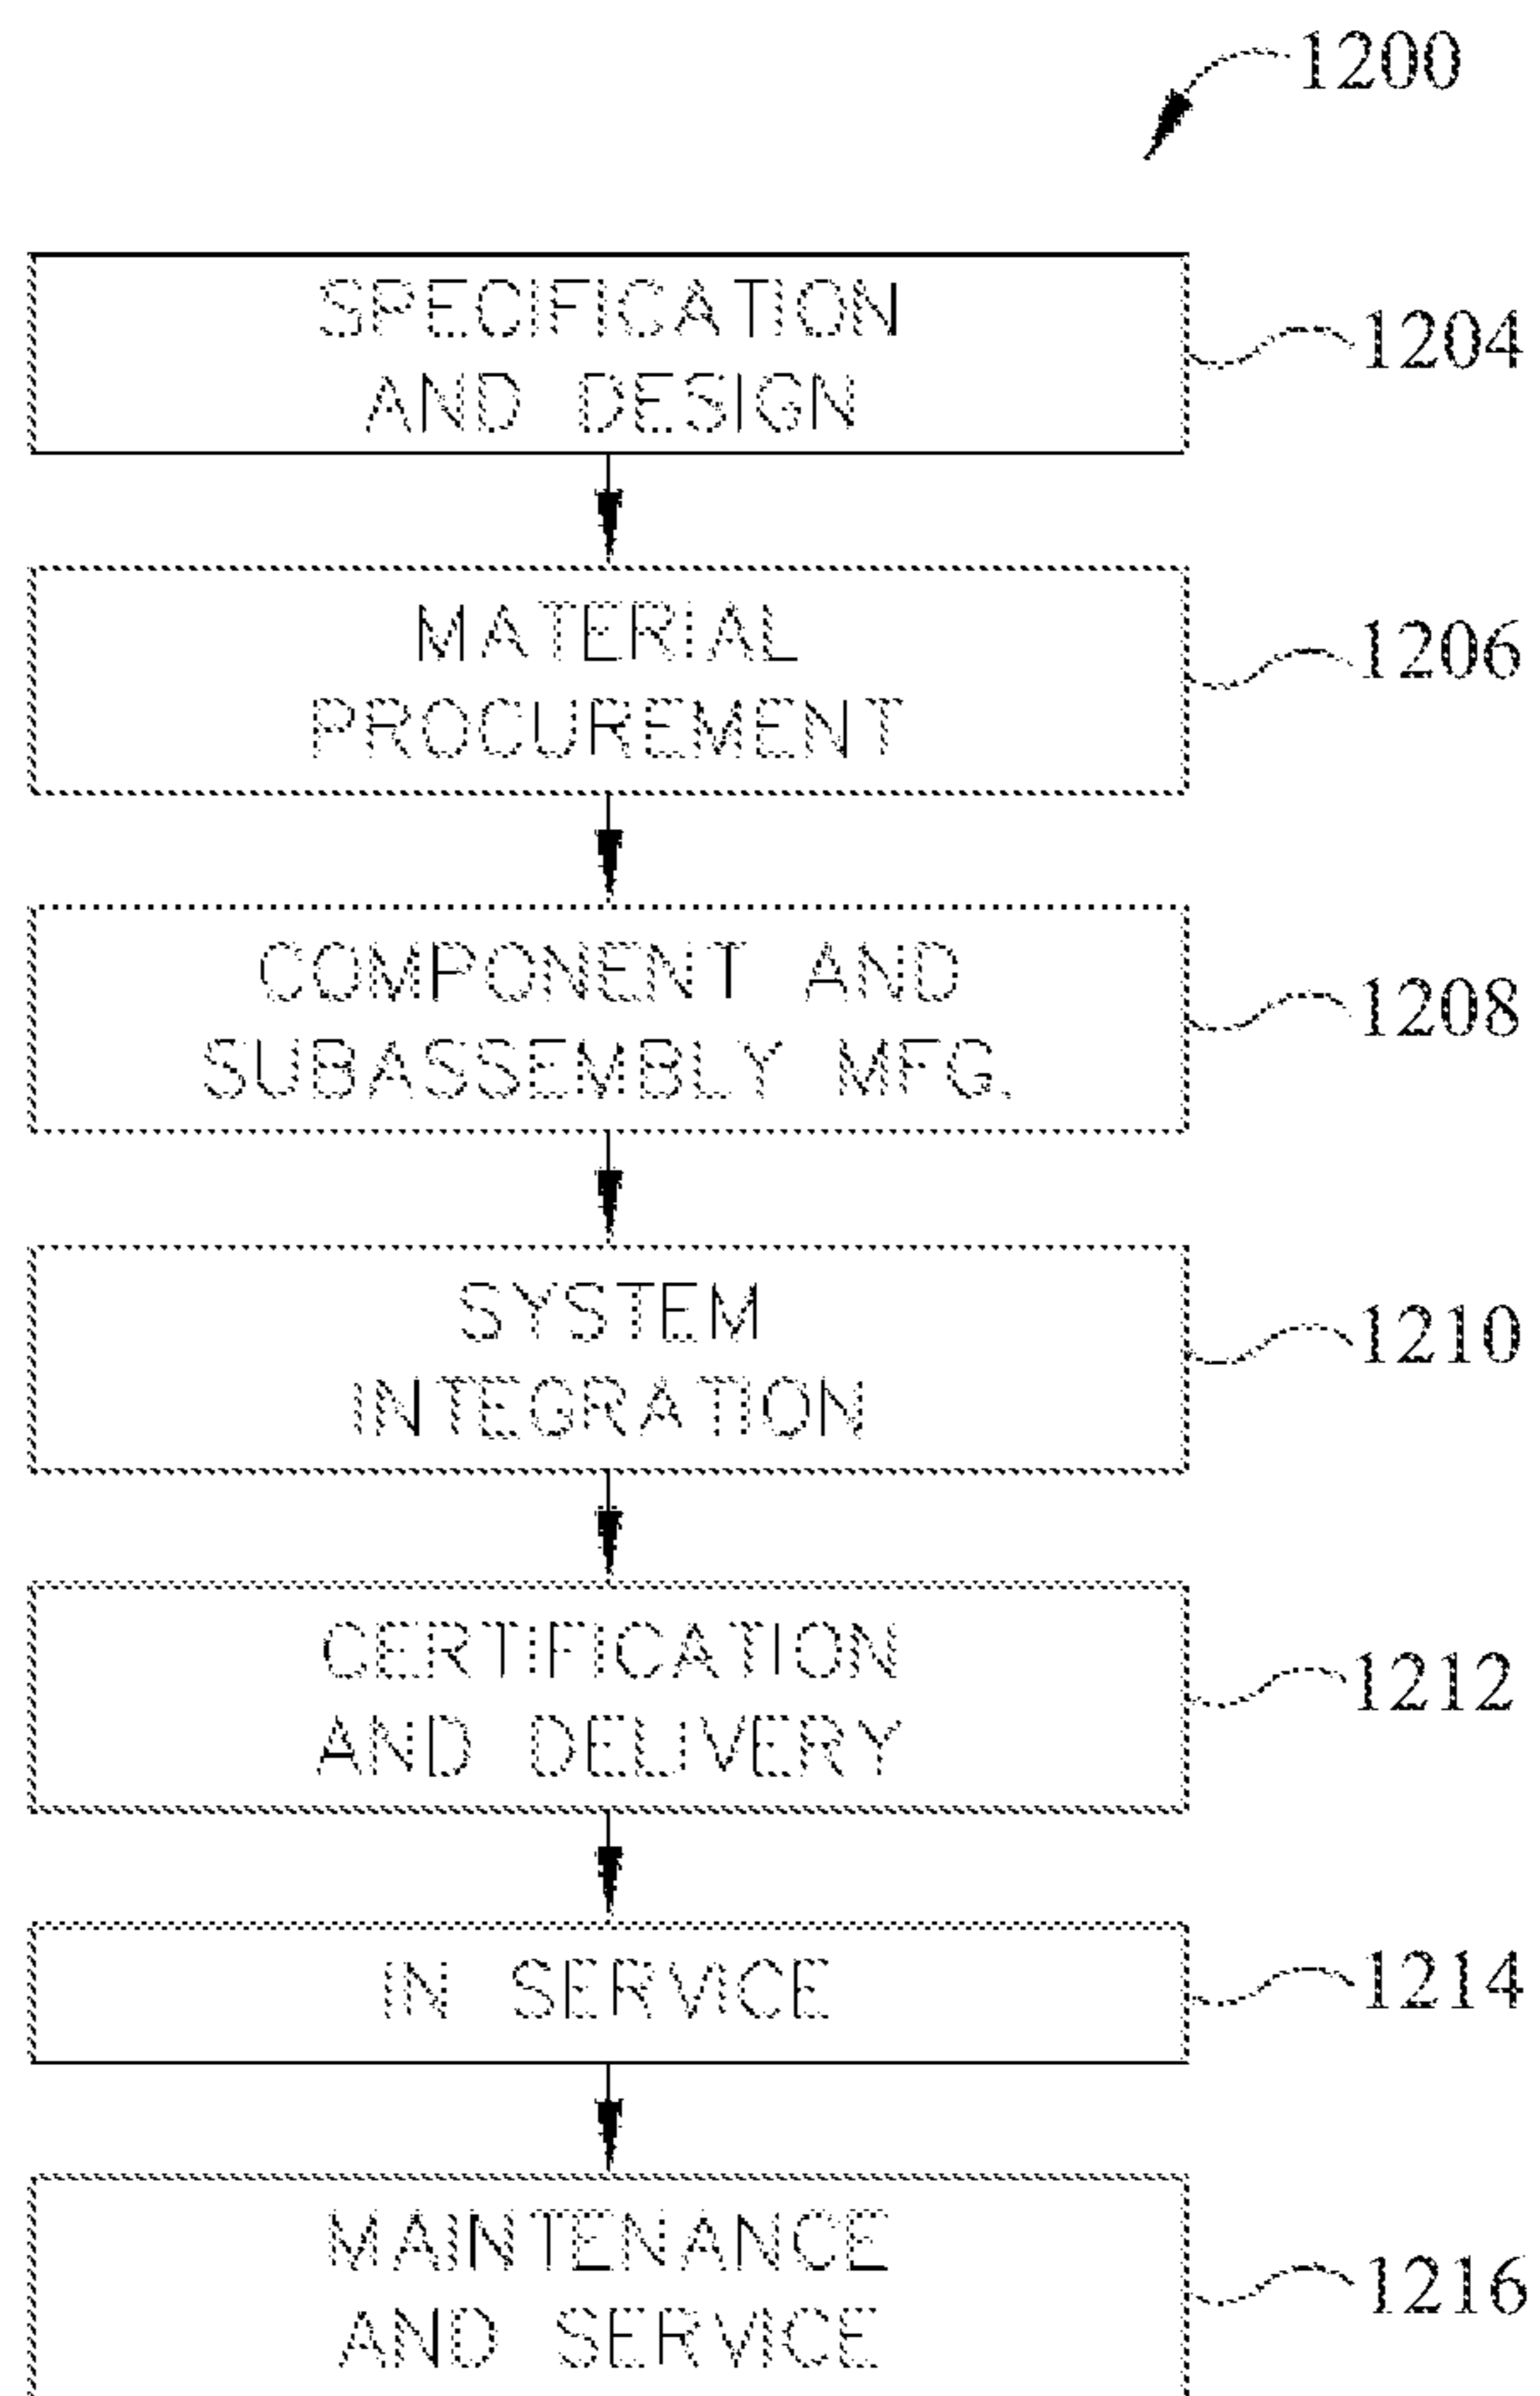 1200
SPECIFICATION
AND DESIGN
1204
MATERIAL
PROCUREMENT
1206
COMPONENT AND
SUBASSEMBLY MFG.
1208
SYSTEM
INTEGRATION
1210
CERTIFICATION
AND DELIVERY
1212
IN SERVICE
1214
MAINTENANCE
AND SERVICE
1216